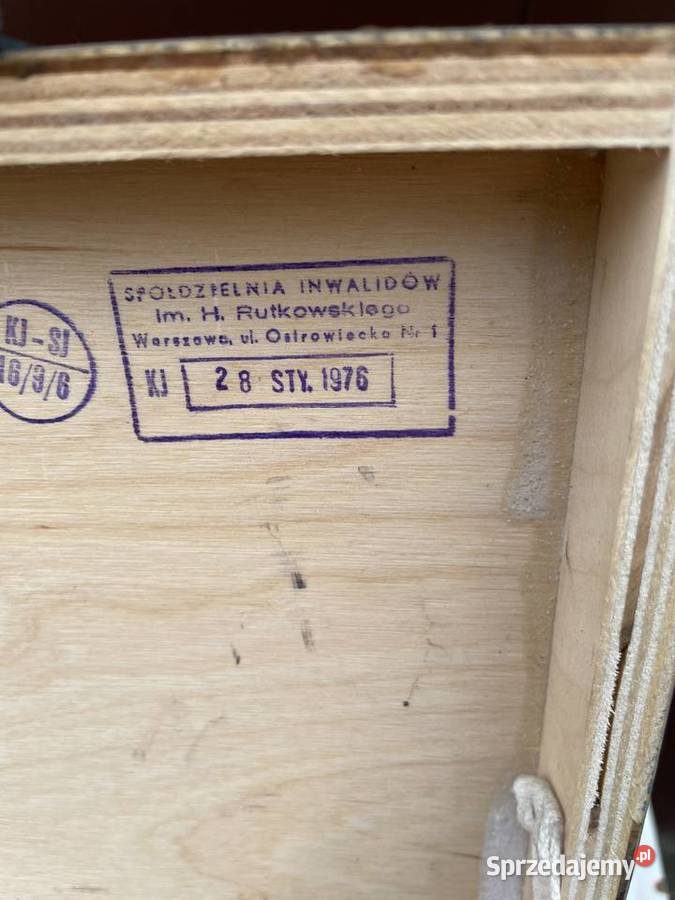 SPÓŁDZIELNIA INWALIDÓW
Im. H. Rutkowskiego
Warszawa, ul. Ostrowiecka Nr 1
KJ 28 STY. 1976
KJ-SJ
16/9/6
Sprzedajemy.pl